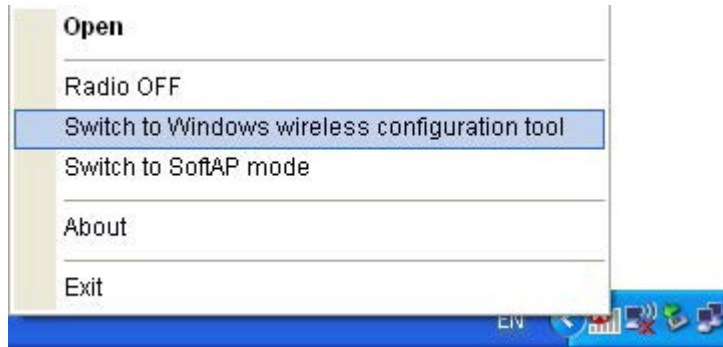 Open
Radio OFF
Switch to Windows wireless configuration tool
Switch to SoftAP mode
About
Exit
EN